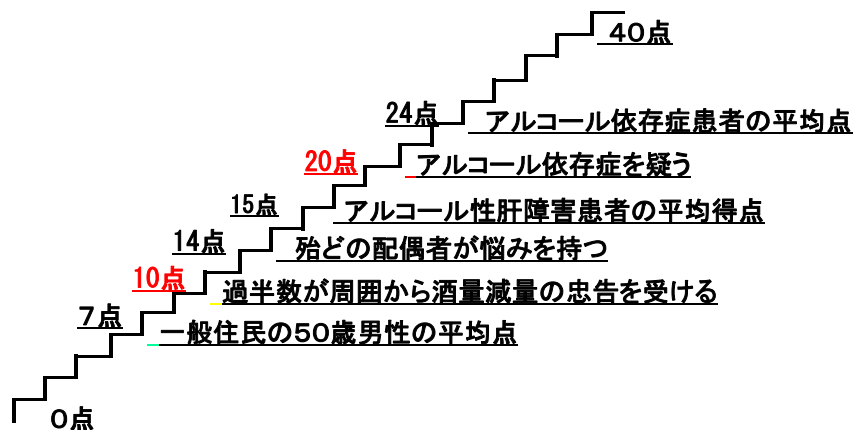 ４０点
24点
アルコール依存症患者の平均点
20点
アルコール依存症を疑う
15点
アルコール性肝障害患者の平均得点
14点
殆どの配偶者が悩みを持つ
10点
過半数が周囲から酒量減量の忠告を受ける
７点
一般住民の５０歳男性の平均点
０点